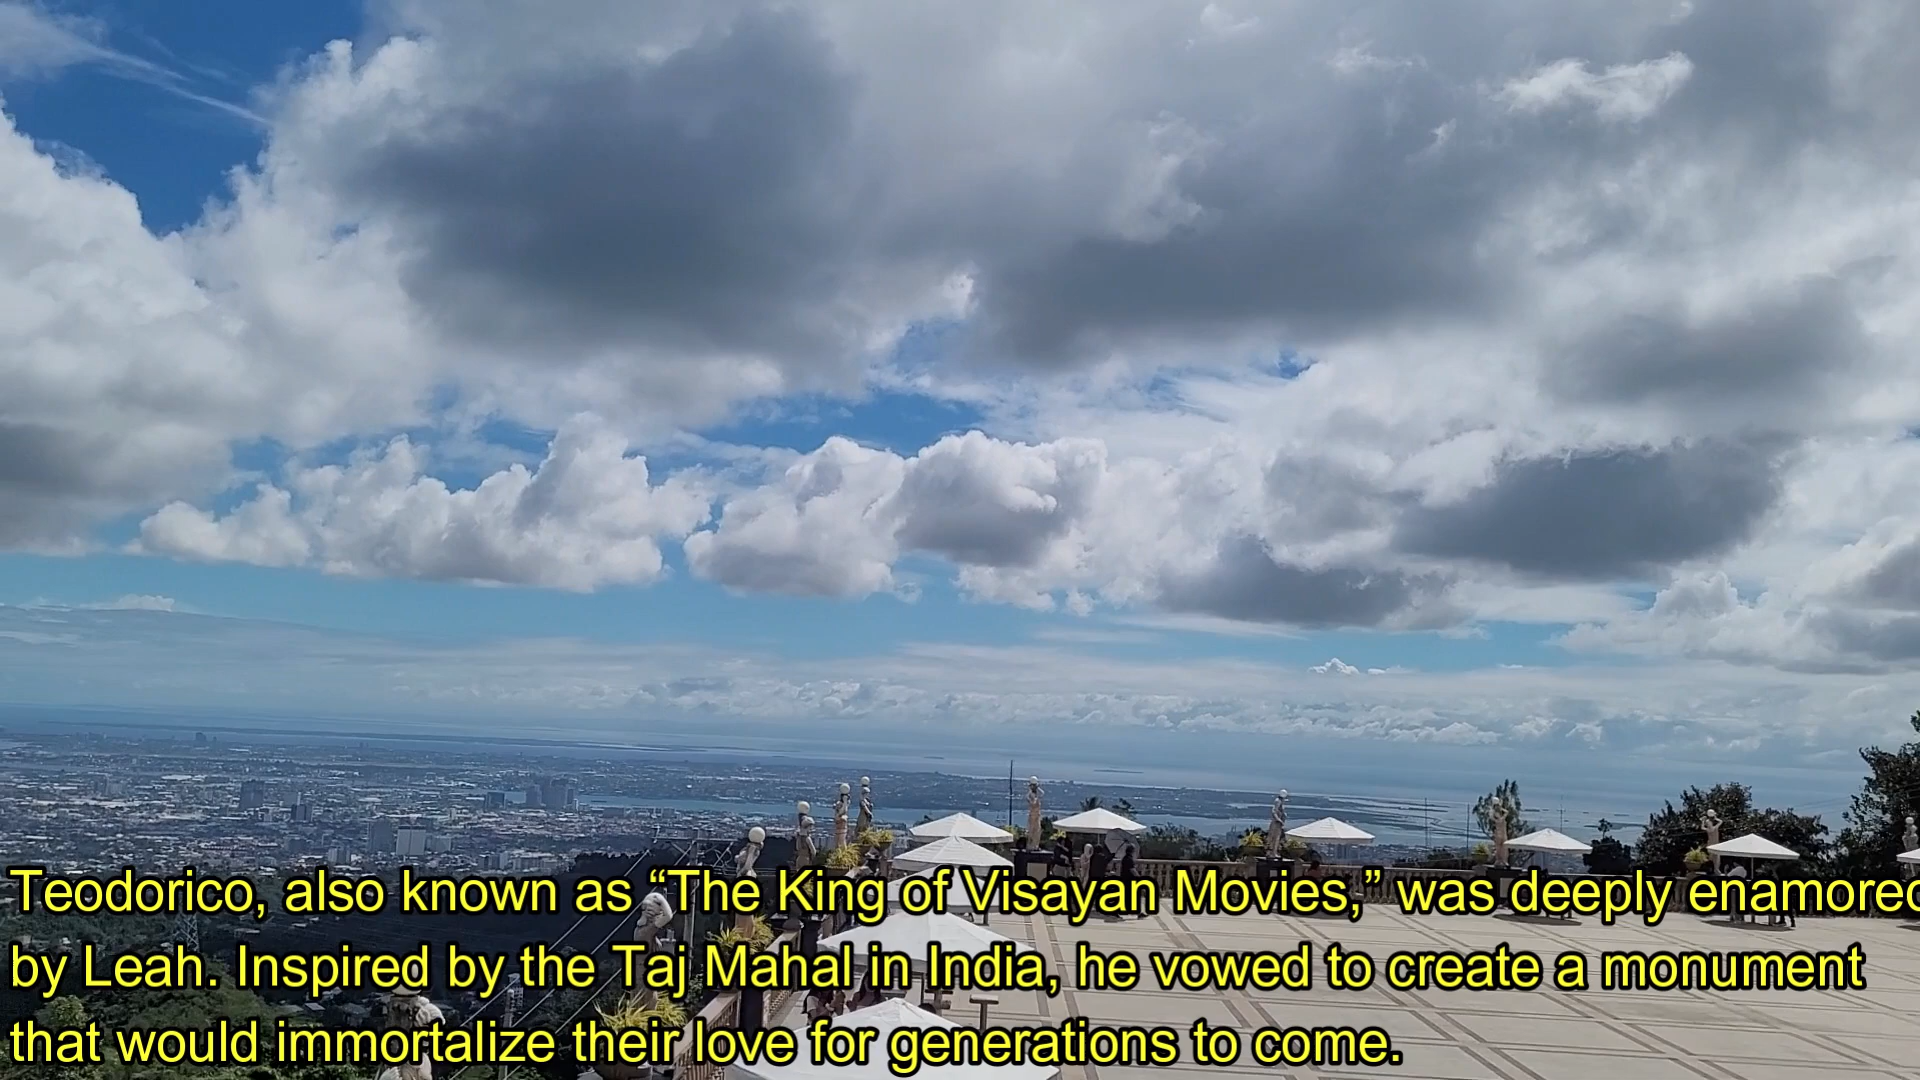 Teodorico, also known as “The King of Visayan Movies,” was deeply enamored
by Leah. Inspired by the Taj Mahal in India, he vowed to create a monument
that would immortalize their love for generations to come.